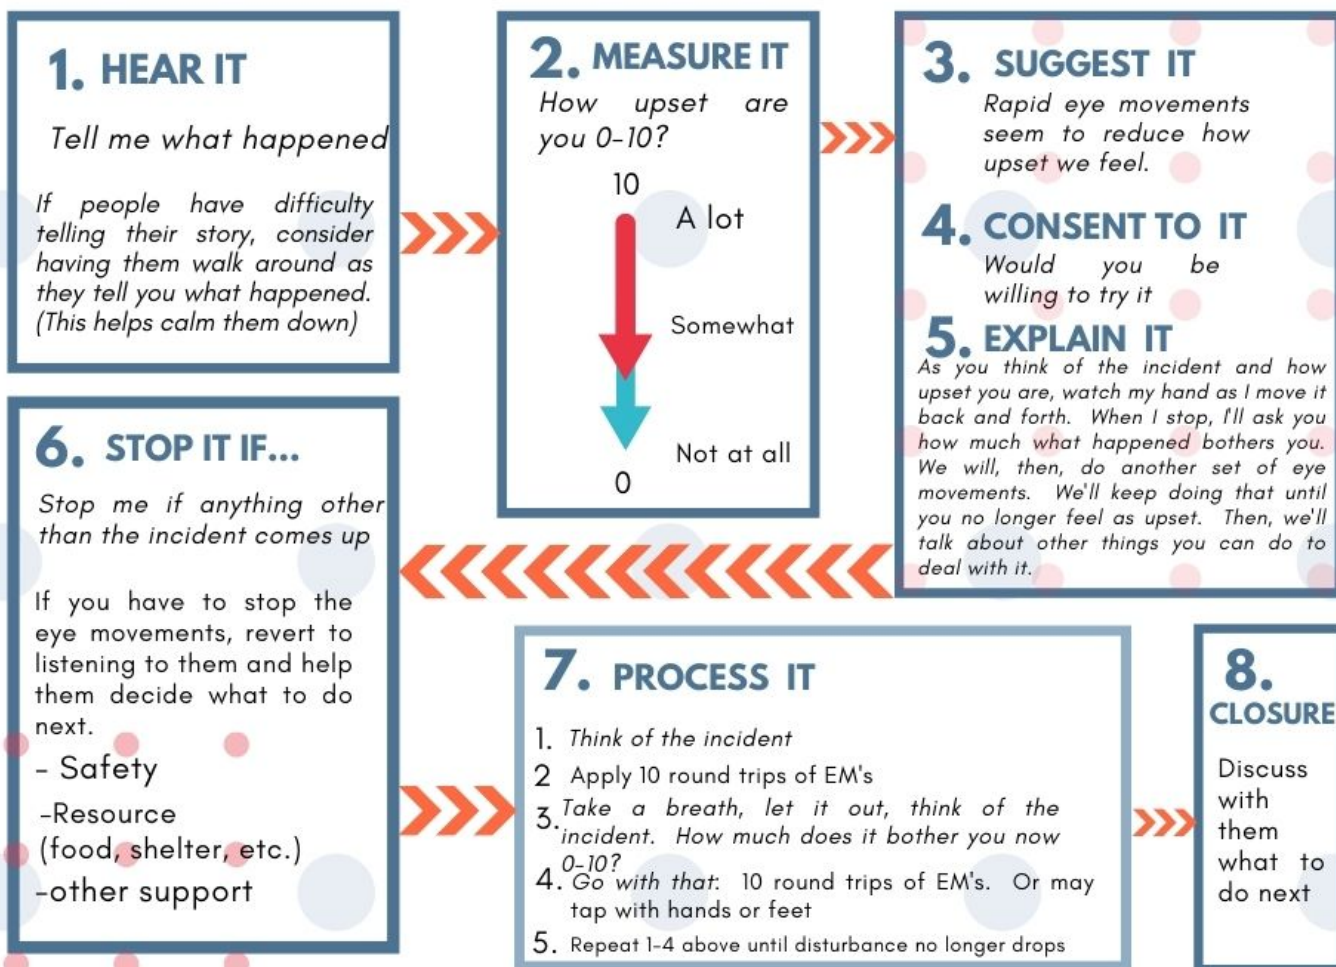 1. HEAR IT
Tell me what happened
If people have difficulty
telling their story, consider
having them walk around as
they tell you what happened.
(This helps calm them down)
2. MEASURE IT
How upset are
you 0-10?
10
A lot
Somewhat
Not at all
0
3. SUGGEST IT
Rapid eye movements
seem to reduce how
upset we feel.
4. CONSENT TO IT
Would you be
willing to try it
5. EXPLAIN IT
As you think of the incident and how
upset you are, watch my hand as I move it
back and forth. When I stop, I'll ask you
how much what happened bothers you.
We will, then, do another set of eye
movements. We'll keep doing that until
you no longer feel as upset. Then, we'll
talk about other things you can do to
deal with it.
6. STOP IT IF...
Stop me if anything other
than the incident comes up
If you have to stop the
eye movements, revert to
listening to them and help
them decide what to do
next.
- Safety
-Resource
(food, shelter, etc.)
-other support
7. PROCESS IT
1. Think of the incident
2 Apply 10 round trips of EM's
3. Take a breath, let it out, think of the
incident. How much does it bother you now
0-10?
4. Go with that: 10 round trips of EM's. Or may
tap with hands or feet
5. Repeat 1-4 above until disturbance no longer drops
8.
CLOSURE
Discuss
with
them
what to
do next